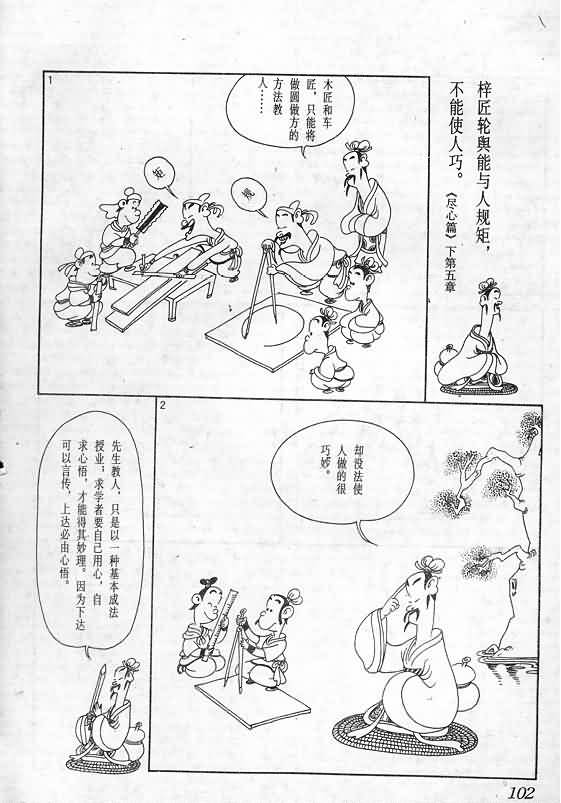 梓匠轮舆能与人规矩，
不能使人巧。《尽心篇》下第五章
1
木匠和车
匠，只能将
做圆做方的
方法教
人……
规
矩
2
却没法使
人做的很
巧妙。
先生教人，只是以一种基本成法
授业；求学者要自己用心，自
求心悟，才能得其妙理。因为下达
可以言传，上达必由心悟。
102